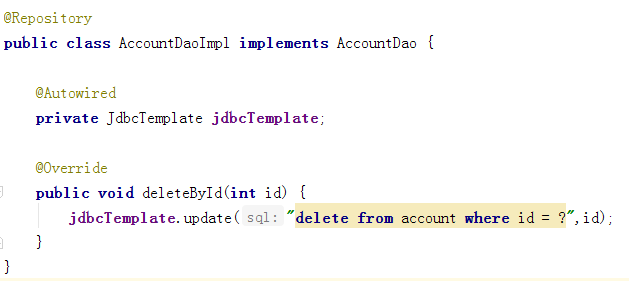 @Repository
public class AccountDaoImpl implements AccountDao {
@Autowired
private JdbcTemplate jdbcTemplate;
@Override
public void deleteById(int id) {
jdbcTemplate.update( sql: "delete from account where id = ?",id);
}
}